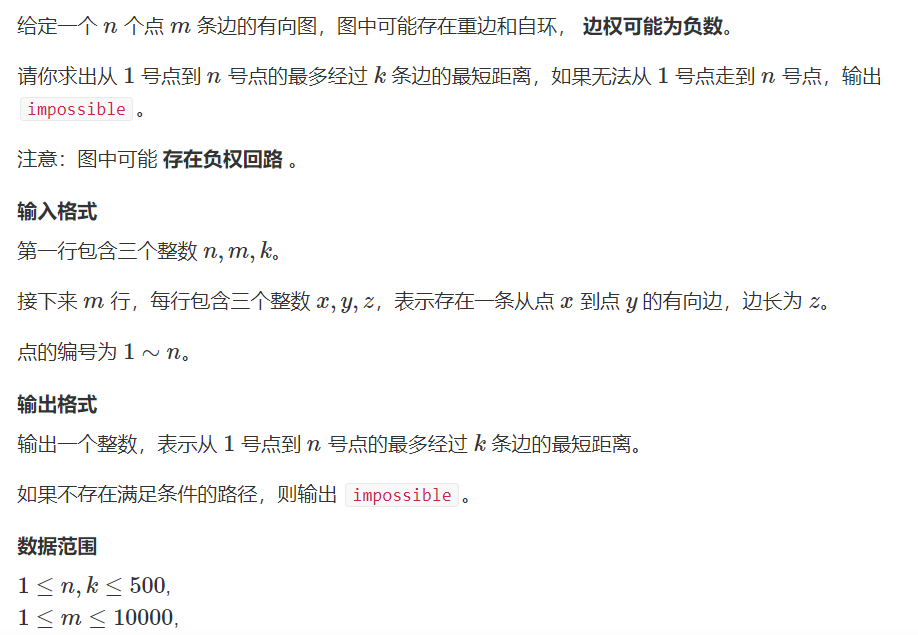 给定一个 n 个点 m 条边的有向图，图中可能存在重边和自环， 边权可能为负数。
请你求出从 1 号点到 n 号点的最多经过 k 条边的最短距离，如果无法从 1 号点走到 n 号点，输出
impossible 。
注意：图中可能 存在负权回路 。
输入格式
第一行包含三个整数 n, m, k。
接下来 m 行，每行包含三个整数 x, y, z，表示存在一条从点 x 到点 y 的有向边，边长为 z。
点的编号为 1 ∼ n。
输出格式
输出一个整数，表示从 1 号点到 n 号点的最多经过 k 条边的最短距离。
如果不存在满足条件的路径，则输出 impossible 。
数据范围
1 ≤ n, k ≤ 500,
1 ≤ m ≤ 10000,